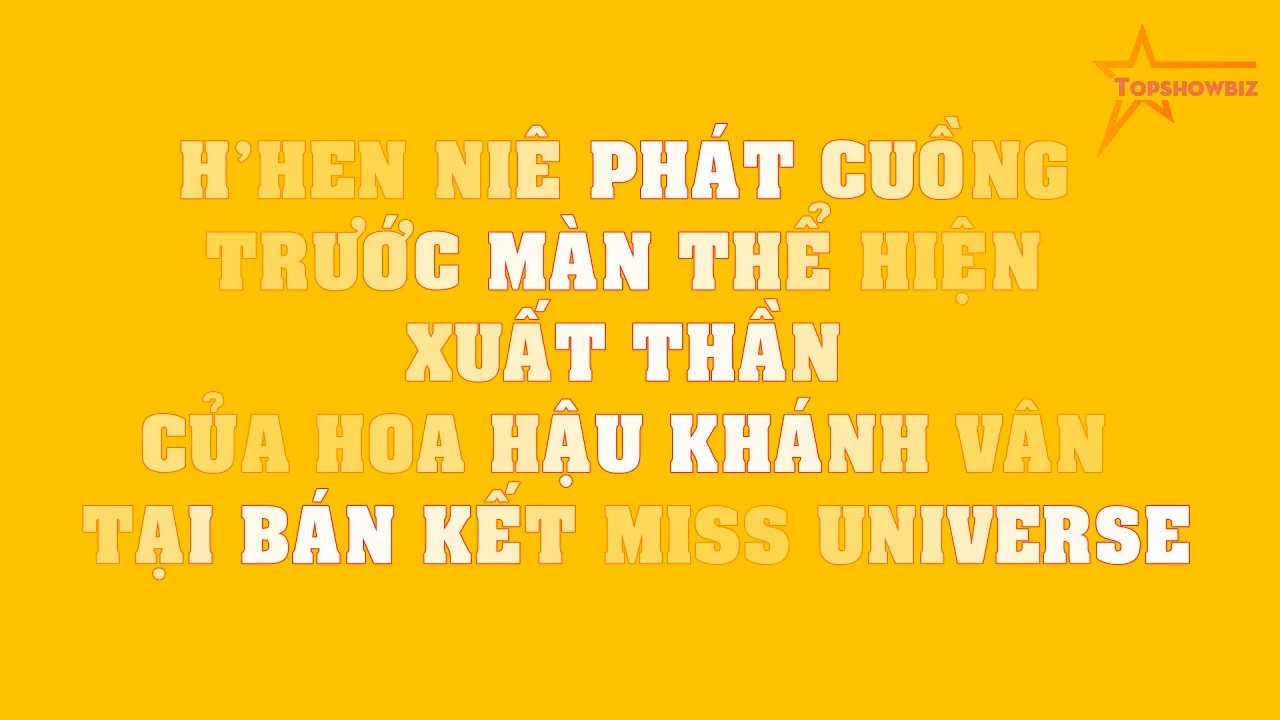 TOPSHOWBIZ
H'HEN NIÊ PHÁT CUỒNG
TRƯỚC MÀN THỂ HIỆN
XUẤT THẦN
CỦA HOA HẬU KHÁNH VÂN
TẠI BÁN KẾT MISS UNIVERSE